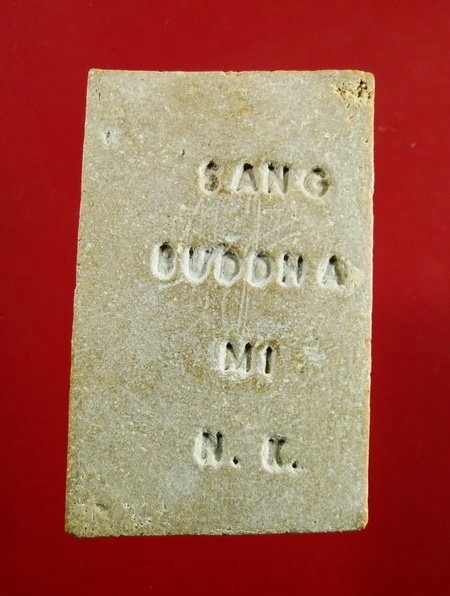 SANG
BUDDHA
MI
N. K.